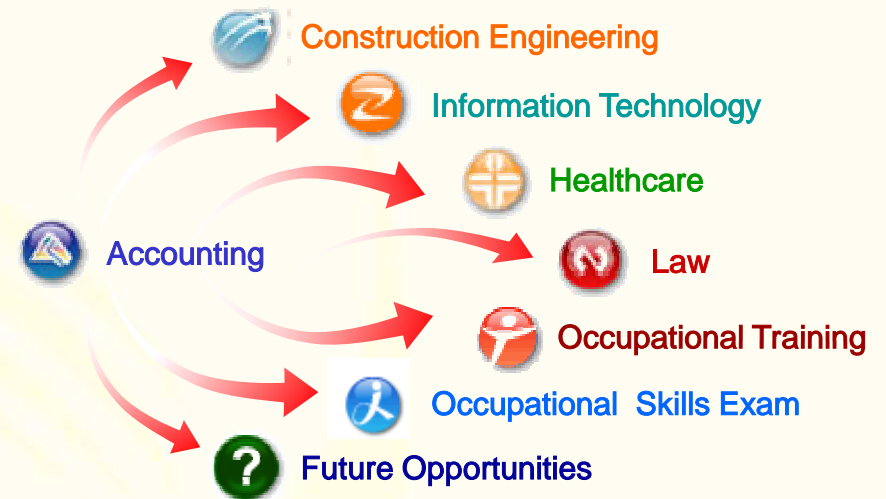 Construction Engineering
Information Technology
Healthcare
Accounting
Law
Occupational Training
Occupational  Skills Exam
?
Future Opportunities